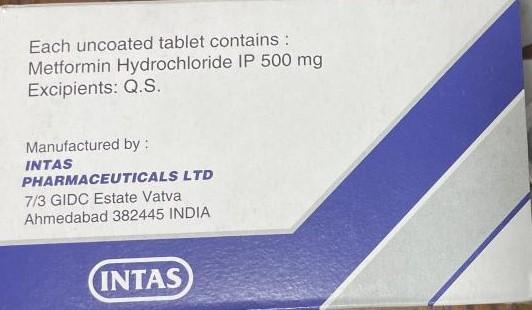 Each uncoated tablet contains :
Metformin Hydrochloride IP 500 mg
Excipients: Q.S.
Manufactured by :
INTAS
PHARMACEUTICALS LTD
7/3 GIDC Estate Vatva
Ahmedabad 382445 INDIA
INTAS